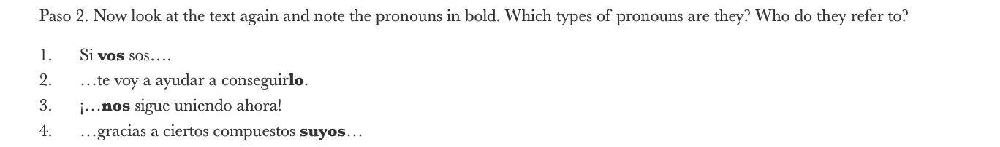 Paso 2. Now look at the text again and note the pronouns in bold. Which types of pronouns are they? Who do they refer to?
1. Si vos sos….
2. …te voy a ayudar a conseguirlo.
3. ¡…nos sigue uniendo ahora!
4. …gracias a ciertos compuestos suyos…